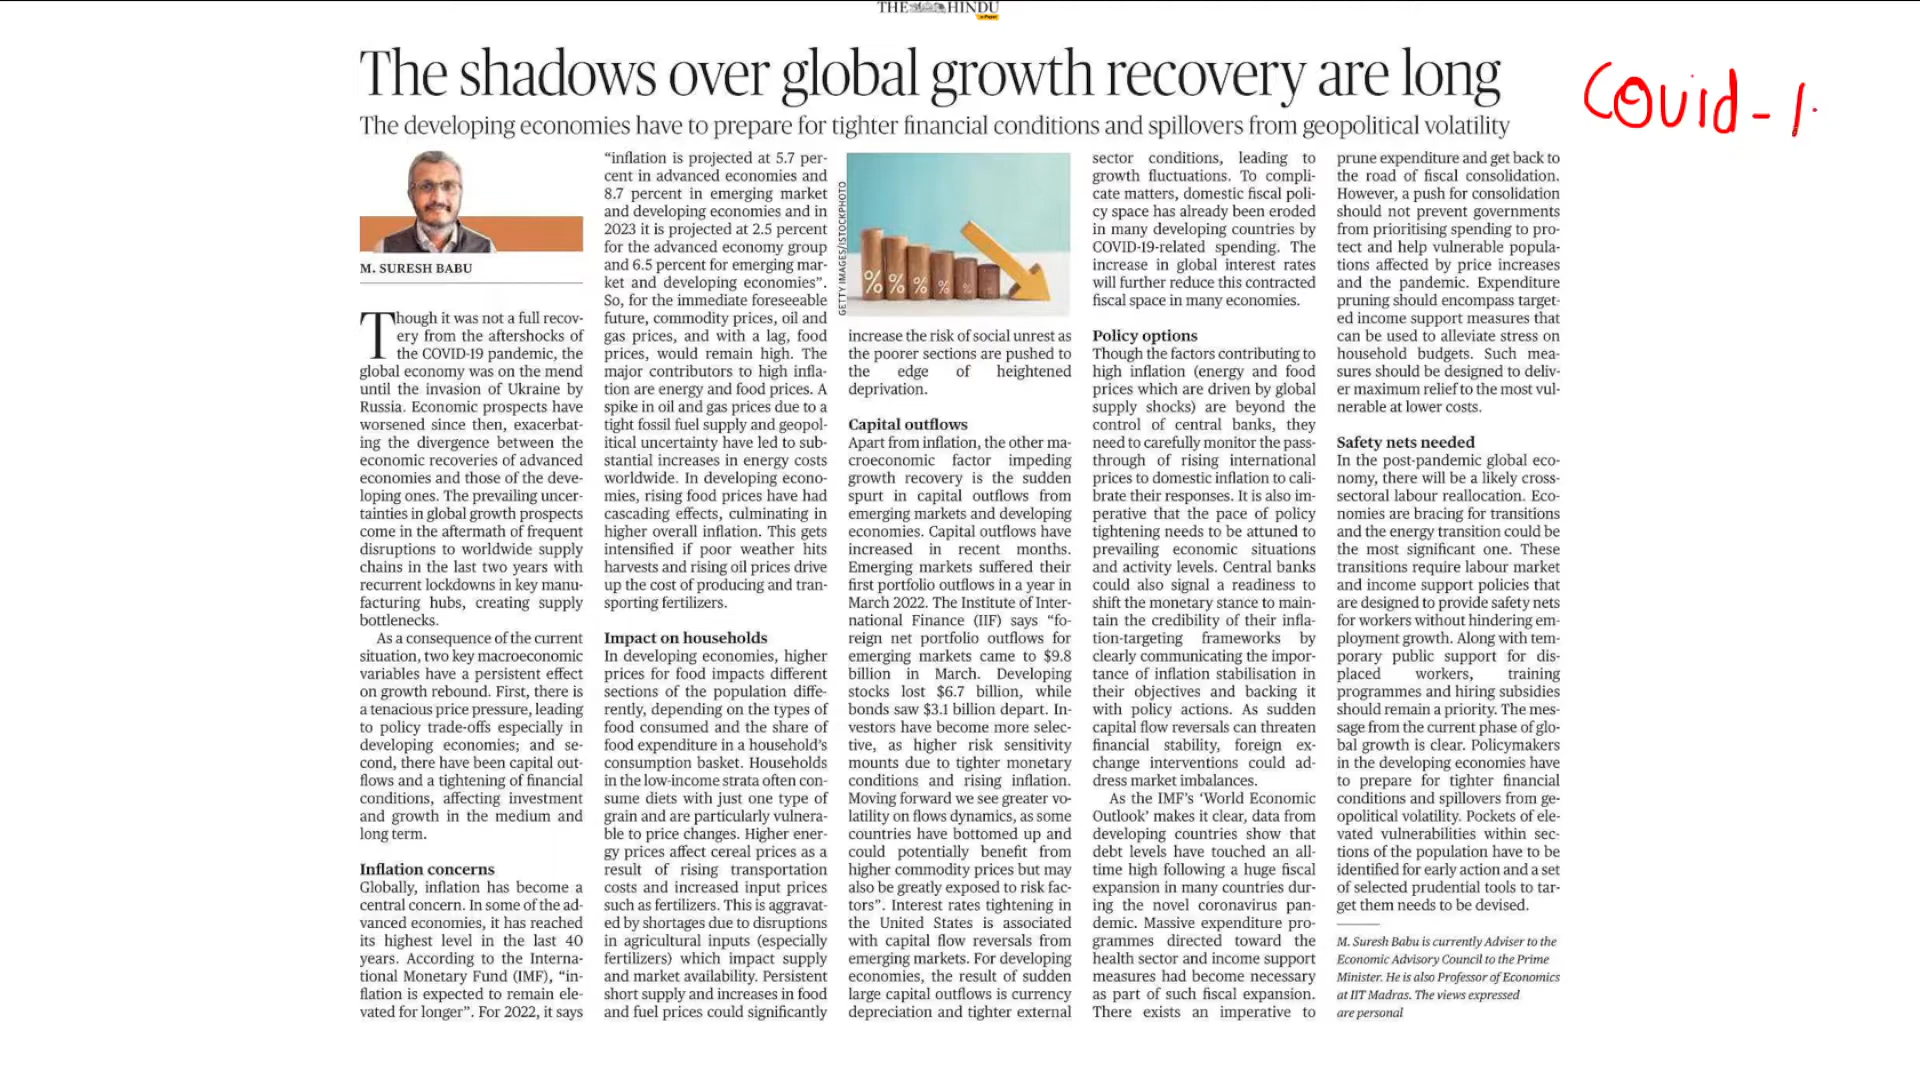 THE HINDU
e-Paper
The shadows over global growth recovery are long
Covid-1
The developing economies have to prepare for tighter financial conditions and spillovers from geopolitical volatility
M. SURESH BABU
Though it was not a full recov-
ery from the aftershocks of
the COVID-19 pandemic, the
global economy was on the mend
until the invasion of Ukraine by
Russia. Economic prospects have
worsened since then, exacerbat-
ing the divergence between the
economic recoveries of advanced
economies and those of the deve-
loping ones. The prevailing uncer-
tainties in global growth prospects
come in the aftermath of frequent
disruptions to worldwide supply
chains in the last two years with
recurrent lockdowns in key manu-
facturing hubs, creating supply
bottlenecks.
As a consequence of the current
situation, two key macroeconomic
variables have a persistent effect
on growth rebound. First, there is
a tenacious price pressure, leading
to policy trade-offs especially in
developing economies; and se-
cond, there have been capital out-
flows and a tightening of financial
conditions, affecting investment
and growth in the medium and
long term.
Inflation concerns
Globally, inflation has become a
central concern. In some of the ad-
vanced economies, it has reached
its highest level in the last 40
years. According to the Interna-
tional Monetary Fund (IMF), “in-
flation is expected to remain ele-
vated for longer”. For 2022, it says
“inflation is projected at 5.7 per-
cent in advanced economies and
8.7 percent in emerging market
and developing economies and in
2023 it is projected at 2.5 percent
for the advanced economy group
and 6.5 percent for emerging mar-
ket and developing economies”.
So, for the immediate foreseeable
future, commodity prices, oil and
gas prices, and with a lag, food
prices, would remain high. The
major contributors to high infla-
tion are energy and food prices. A
spike in oil and gas prices due to a
tight fossil fuel supply and geopol-
itical uncertainty have led to sub-
stantial increases in energy costs
worldwide. In developing econo-
mies, rising food prices have had
cascading effects, culminating in
higher overall inflation. This gets
intensified if poor weather hits
harvests and rising oil prices drive
up the cost of producing and tran-
sporting fertilizers.
Impact on households
In developing economies, higher
prices for food impacts different
sections of the population diffe-
rently, depending on the types of
food consumed and the share of
food expenditure in a household’s
consumption basket. Households
in the low-income strata often con-
sume diets with just one type of
grain and are particularly vulnera-
ble to price changes. Higher ener-
gy prices affect cereal prices as a
result of rising transportation
costs and increased input prices
such as fertilizers. This is aggravat-
ed by shortages due to disruptions
in agricultural inputs (especially
fertilizers) which impact supply
and market availability. Persistent
short supply and increases in food
and fuel prices could significantly
GETTY IMAGES/ISTOCKPHOTO
% % % % % %
increase the risk of social unrest as
the poorer sections are pushed to
the edge of heightened
deprivation.
Capital outflows
Apart from inflation, the other ma-
croeconomic factor impeding
growth recovery is the sudden
spurt in capital outflows from
emerging markets and developing
economies. Capital outflows have
increased in recent months.
Emerging markets suffered their
first portfolio outflows in a year in
March 2022. The Institute of Inter-
national Finance (IIF) says “fo-
reign net portfolio outflows for
emerging markets came to $9.8
billion in March. Developing
stocks lost $6.7 billion, while
bonds saw $3.1 billion depart. In-
vestors have become more selec-
tive, as higher risk sensitivity
mounts due to tighter monetary
conditions and rising inflation.
Moving forward we see greater vo-
latility on flows dynamics, as some
countries have bottomed up and
could potentially benefit from
higher commodity prices but may
also be greatly exposed to risk fac-
tors”. Interest rates tightening in
the United States is associated
with capital flow reversals from
emerging markets. For developing
economies, the result of sudden
large capital outflows is currency
depreciation and tighter external
sector conditions, leading to
growth fluctuations. To compli-
cate matters, domestic fiscal poli-
cy space has already been eroded
in many developing countries by
COVID-19-related spending. The
increase in global interest rates
will further reduce this contracted
fiscal space in many economies.
Policy options
Though the factors contributing to
high inflation (energy and food
prices which are driven by global
supply shocks) are beyond the
control of central banks, they
need to carefully monitor the pass-
through of rising international
prices to domestic inflation to cali-
brate their responses. It is also im-
perative that the pace of policy
tightening needs to be attuned to
prevailing economic situations
and activity levels. Central banks
could also signal a readiness to
shift the monetary stance to main-
tain the credibility of their infla-
tion-targeting frameworks by
clearly communicating the impor-
tance of inflation stabilisation in
their objectives and backing it
with policy actions. As sudden
capital flow reversals can threaten
financial stability, foreign ex-
change interventions could ad-
dress market imbalances.
As the IMF’s ‘World Economic
Outlook’ makes it clear, data from
developing countries show that
debt levels have touched an all-
time high following a huge fiscal
expansion in many countries dur-
ing the novel coronavirus pan-
demic. Massive expenditure pro-
grammes directed toward the
health sector and income support
measures had become necessary
as part of such fiscal expansion.
There exists an imperative to
prune expenditure and get back to
the road of fiscal consolidation.
However, a push for consolidation
should not prevent governments
from prioritising spending to pro-
tect and help vulnerable popula-
tions affected by price increases
and the pandemic. Expenditure
pruning should encompass target-
ed income support measures that
can be used to alleviate stress on
household budgets. Such mea-
sures should be designed to deliv-
er maximum relief to the most vul-
nerable at lower costs.
Safety nets needed
In the post-pandemic global eco-
nomy, there will be a likely cross-
sectoral labour reallocation. Eco-
nomies are bracing for transitions
and the energy transition could be
the most significant one. These
transitions require labour market
and income support policies that
are designed to provide safety nets
for workers without hindering em-
ployment growth. Along with tem-
porary public support for dis-
placed workers, training
programmes and hiring subsidies
should remain a priority. The mes-
sage from the current phase of glo-
bal growth is clear. Policymakers
in the developing economies have
to prepare for tighter financial
conditions and spillovers from ge-
opolitical volatility. Pockets of ele-
vated vulnerabilities within sec-
tions of the population have to be
identified for early action and a set
of selected prudential tools to tar-
get them needs to be devised.
M. Suresh Babu is currently Adviser to the
Economic Advisory Council to the Prime
Minister. He is also Professor of Economics
at IIT Madras. The views expressed
are personal